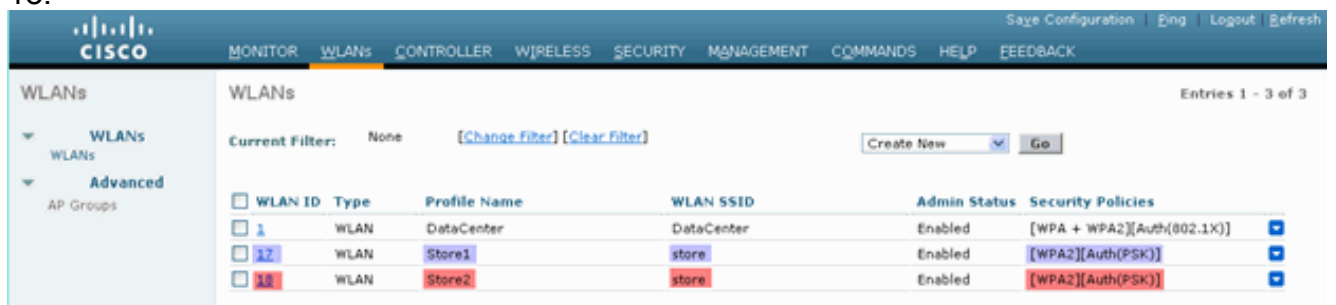 Save Configuration | Ping | Logout | Refresh
CISCO
MONITOR WLANs CONTROLLER WIRELESS SECURITY MANAGEMENT COMMANDS HELP FEEDBACK
WLANs
WLANs
WLANs
Advanced
AP Groups
WLANs
Entries 1 - 3 of 3
Current Filter: None [Change Filter] [Clear Filter]
Create New Go
WLAN ID Type Profile Name WLAN SSID Admin Status Security Policies
1 WLAN DataCenter DataCenter Enabled [WPA + WPA2][Auth(802.1X)]
17 WLAN Store1 store Enabled [WPA2][Auth(PSK)]
18 WLAN Store2 store Enabled [WPA2][Auth(PSK)]